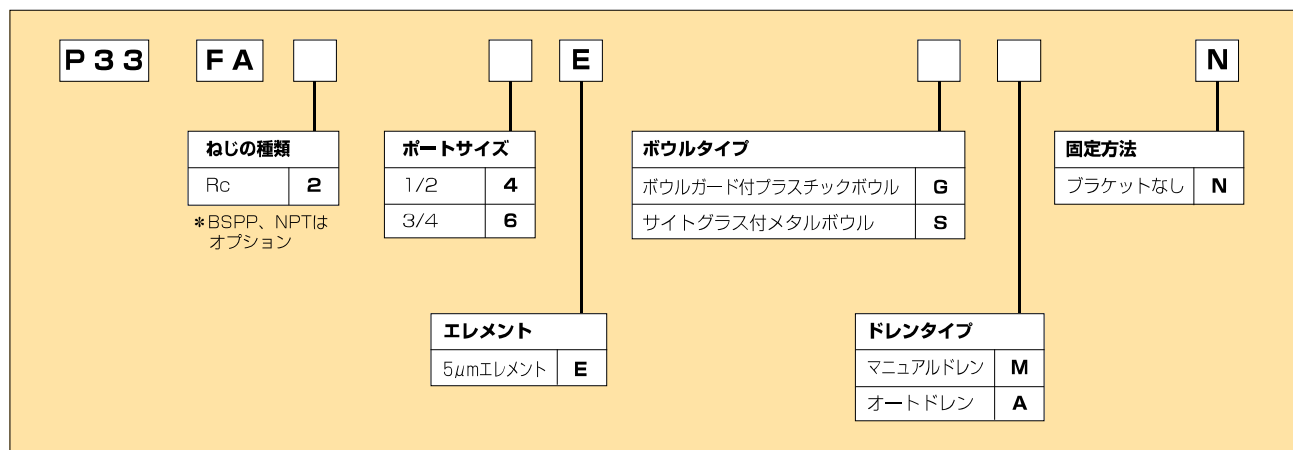 P33 FA E N
ねじの種類
Rc 2
*BSPP、NPTは
オプション
ポートサイズ
1/2 4
3/4 6
ボウルタイプ
ボウルガード付プラスチックボウル G
サイトグラス付メタルボウル S
固定方法
ブラケットなし N
エレメント
5μmエレメント E
ドレンタイプ
マニュアルドレン M
オートドレン A